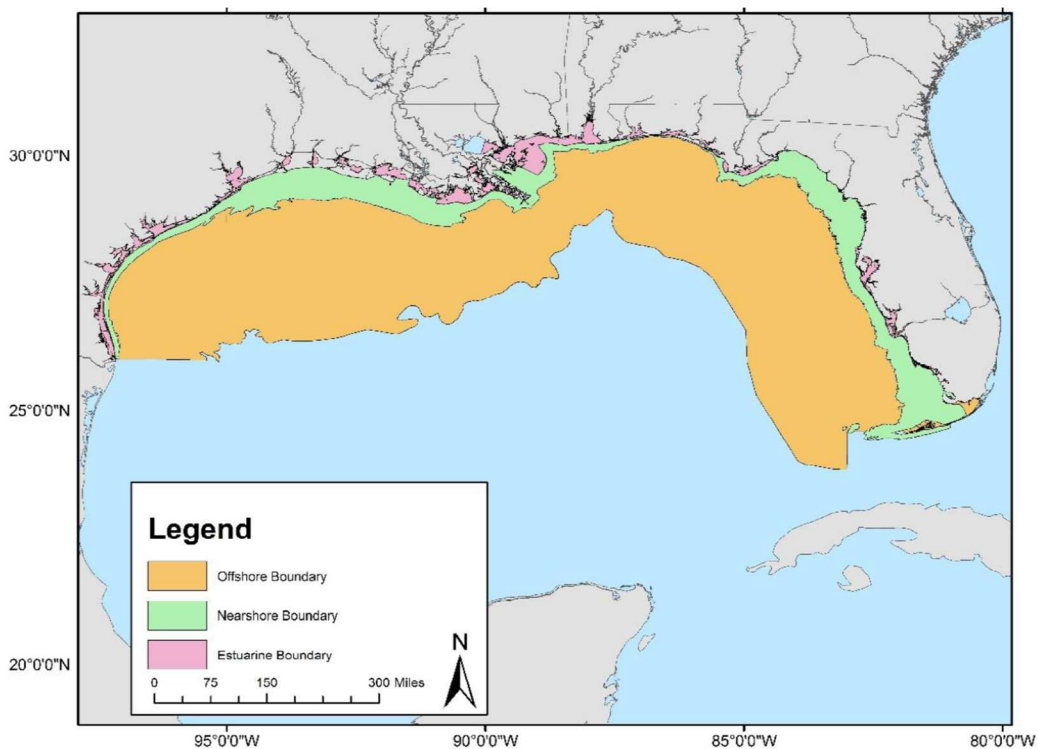 30°0'0"N
25°0'0"N
20°0'0"N
Legend
Offshore Boundary
Nearshore Boundary
Estuarine Boundary
0 75 150 300 Miles
N
95°0'0"W 90°0'0"W 85°0'0"W 80°0'0"W